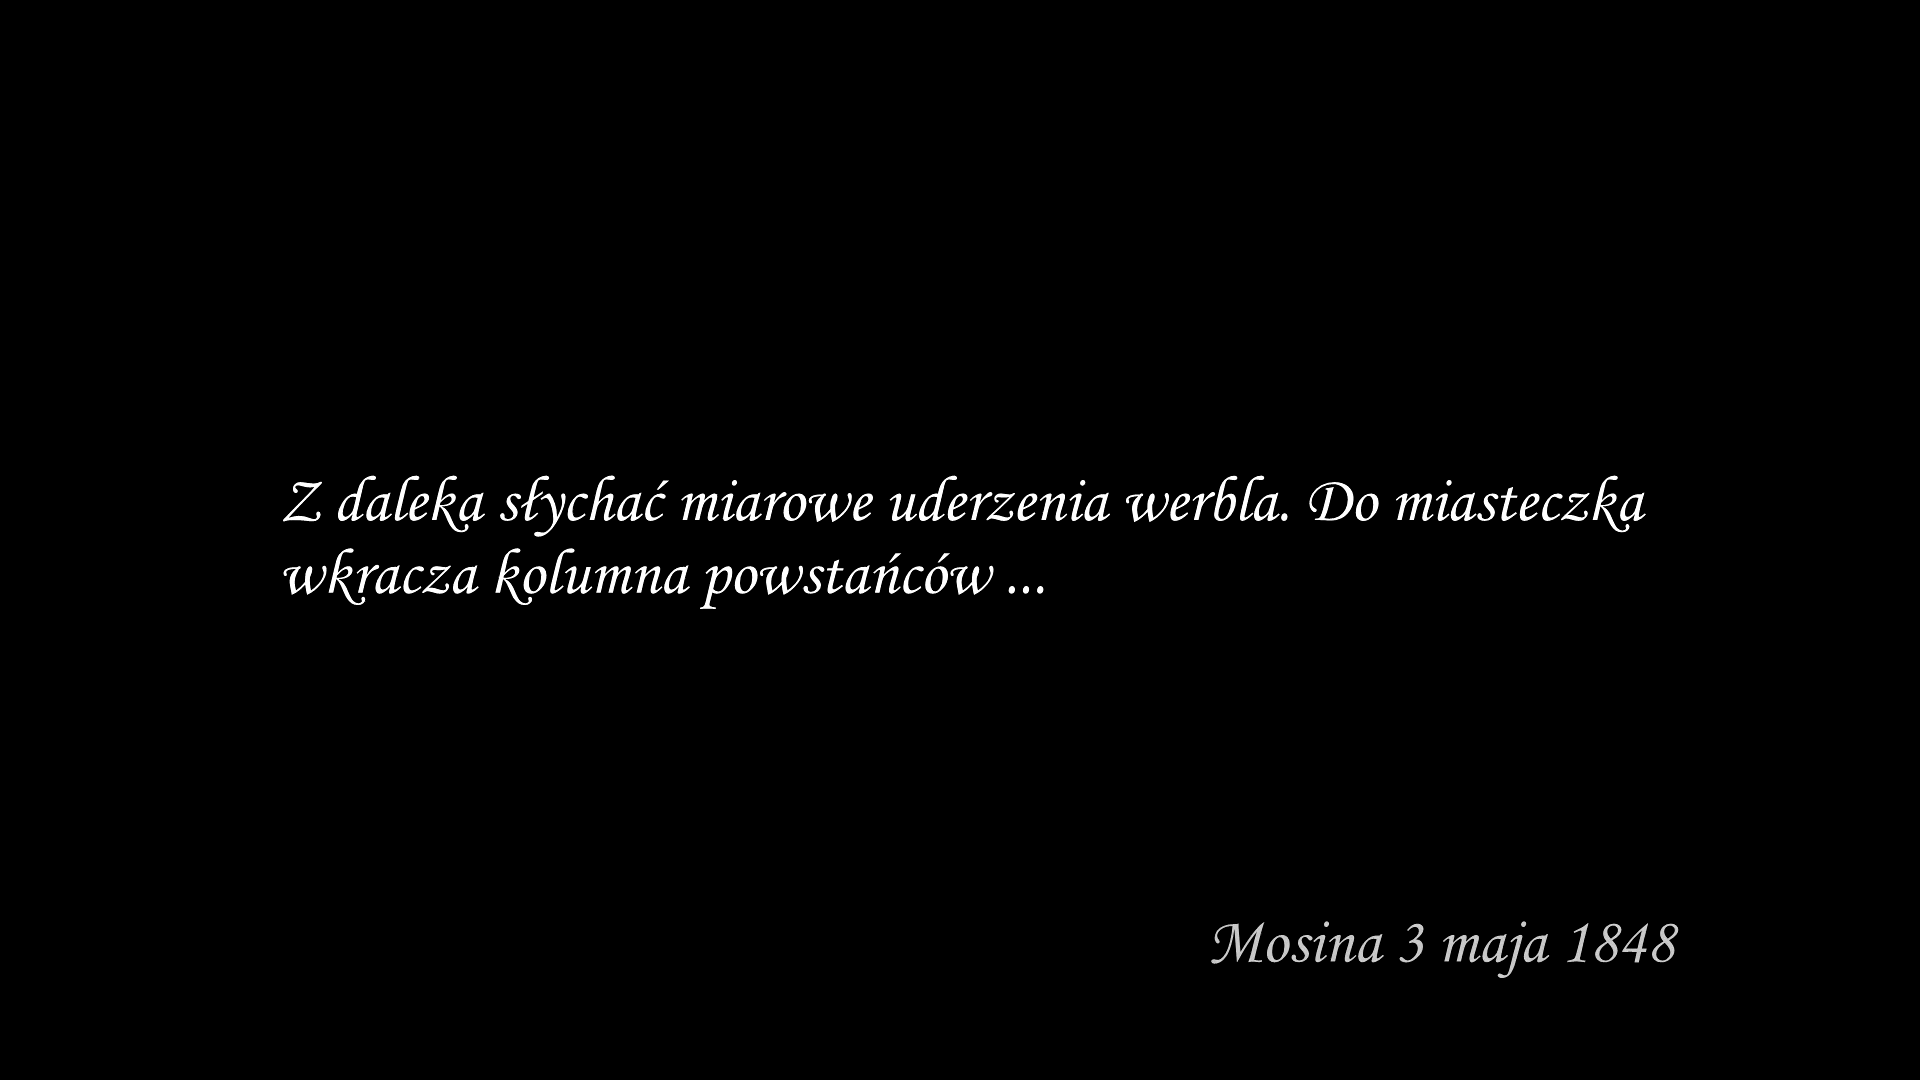 Z daleka słychać miarowe uderzenia werbla. Do miasteczka
wkracza kolumna powstańców ...
Mosina 3 maja 1848